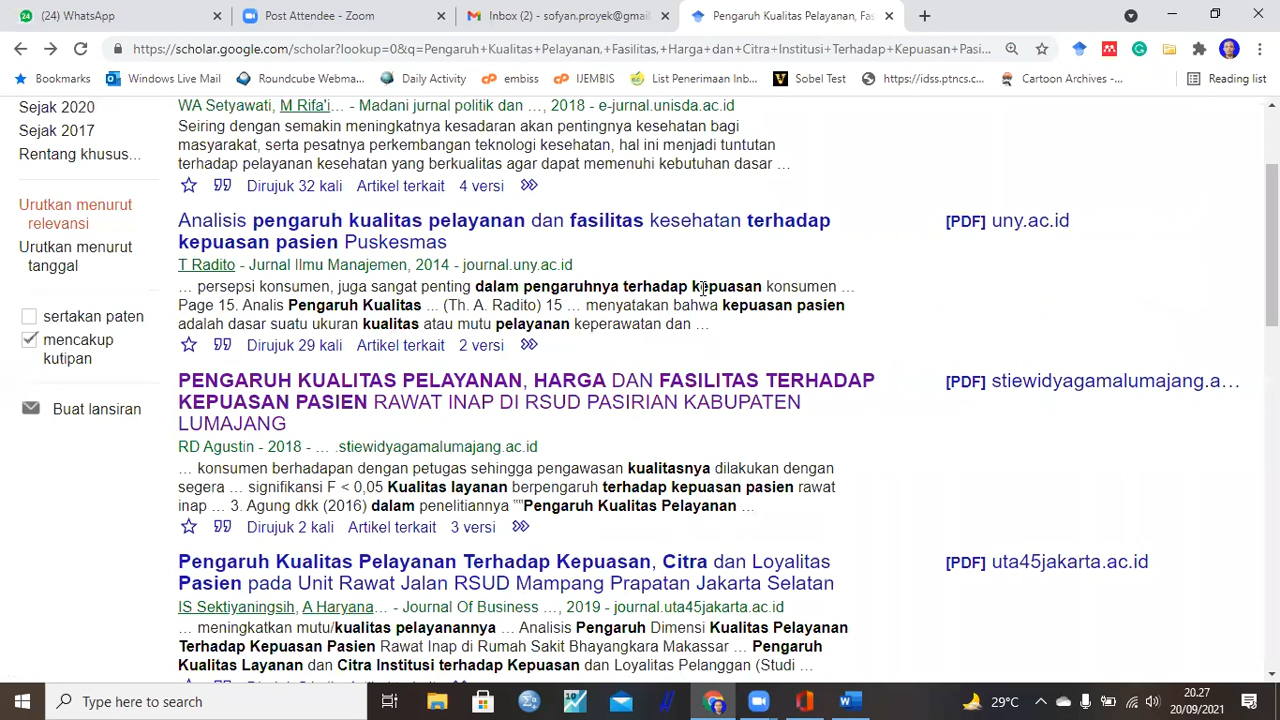 (24) WhatsApp
Post Attendee - Zoom
Inbox (2) - sofyan.proyek@gmail
Pengaruh Kualitas Pelayanan, Fas
https://scholar.google.com/scholar?lookup=0&q=Pengaruh+Kualitas+Pelayanan,+Fasilitas,+Harga+dan+Citra+Institusi+Terhadap+Kepuasan+Pasi...
Bookmarks
Windows Live Mail
Roundcube Webma...
Daily Activity
embiss
IJEMBIS
List Penerimaan Inb...
Sobel Test
https://idss.ptncs.c...
Cartoon Archives -...
Reading list
Sejak 2020
Sejak 2017
Rentang khusus...
Urutkan menurut
relevansi
Urutkan menurut
tanggal
sertakan paten
mencakup
kutipan
Buat lansiran
WA Setyawati, M Rifa'i... - Madani jurnal politik dan ..., 2018 - e-jurnal.unisda.ac.id
Seiring dengan semakin meningkatnya kesadaran akan pentingnya kesehatan bagi
masyarakat, serta pesatnya perkembangan teknologi kesehatan, hal ini menjadi tuntutan
terhadap pelayanan kesehatan yang berkualitas agar dapat memenuhi kebutuhan dasar ...
Dirujuk 32 kali Artikel terkait 4 versi
Analisis pengaruh kualitas pelayanan dan fasilitas kesehatan terhadap
kepuasan pasien Puskesmas
[PDF] uny.ac.id
T Radito - Jurnal Ilmu Manajemen, 2014 - journal.uny.ac.id
... persepsi konsumen, juga sangat penting dalam pengaruhnya terhadap kepuasan konsumen ...
Page 15. Analis Pengaruh Kualitas ... (Th. A. Radito) 15 ... menyatakan bahwa kepuasan pasien
adalah dasar suatu ukuran kualitas atau mutu pelayanan keperawatan dan ...
Dirujuk 29 kali Artikel terkait 2 versi
PENGARUH KUALITAS PELAYANAN, HARGA DAN FASILITAS TERHADAP
KEPUASAN PASIEN RAWAT INAP DI RSUD PASIRIAN KABUPATEN
LUMAJANG
[PDF] stiewidyagamalumajang.a...
RD Agustin - 2018 - ... .stiewidyagamalumajang.ac.id
... konsumen berhadapan dengan petugas sehingga pengawasan kualitasnya dilakukan dengan
segera ... signifikansi F < 0,05 Kualitas layanan berpengaruh terhadap kepuasan pasien rawat
inap ... 3. Agung dkk (2016) dalam penelitiannya ““Pengaruh Kualitas Pelayanan ...
Dirujuk 2 kali Artikel terkait 3 versi
Pengaruh Kualitas Pelayanan Terhadap Kepuasan, Citra dan Loyalitas
Pasien pada Unit Rawat Jalan RSUD Mampang Prapatan Jakarta Selatan
[PDF] uta45jakarta.ac.id
IS Sektiyaningsih, A Haryana... - Journal Of Business ..., 2019 - journal.uta45jakarta.ac.id
... meningkatkan mutu/kualitas pelayanannya ... Analisis Pengaruh Dimensi Kualitas Pelayanan
Terhadap Kepuasan Pasien Rawat Inap di Rumah Sakit Bhayangkara Makassar ... Pengaruh
Kualitas Layanan dan Citra Institusi terhadap Kepuasan dan Loyalitas Pelanggan (Studi ...
Type here to search
29°C
20.27
20/09/2021